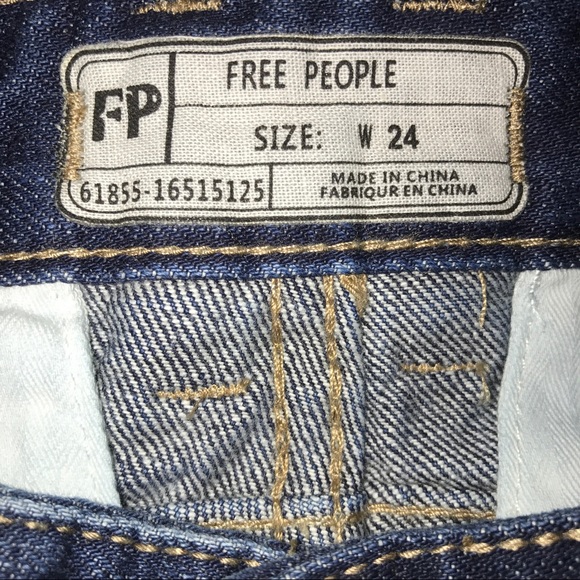 FP
FREE PEOPLE
SIZE: W 24
61855-16515125
MADE IN CHINA
FABRIQUR EN CHINA